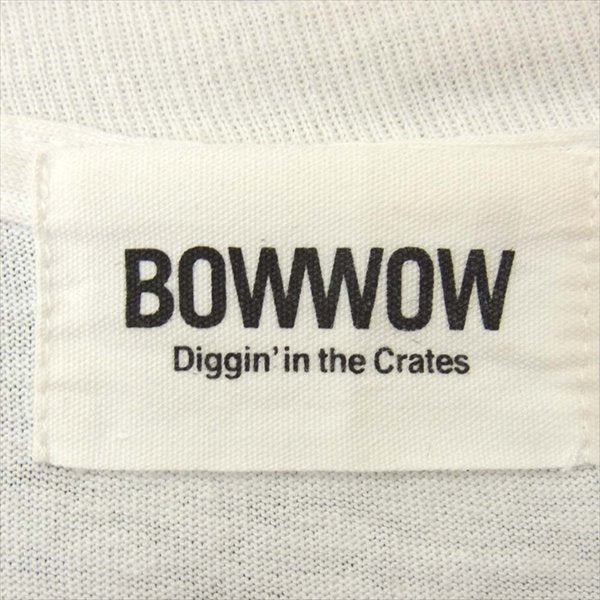 BOWWOW
Diggin' in the Crates